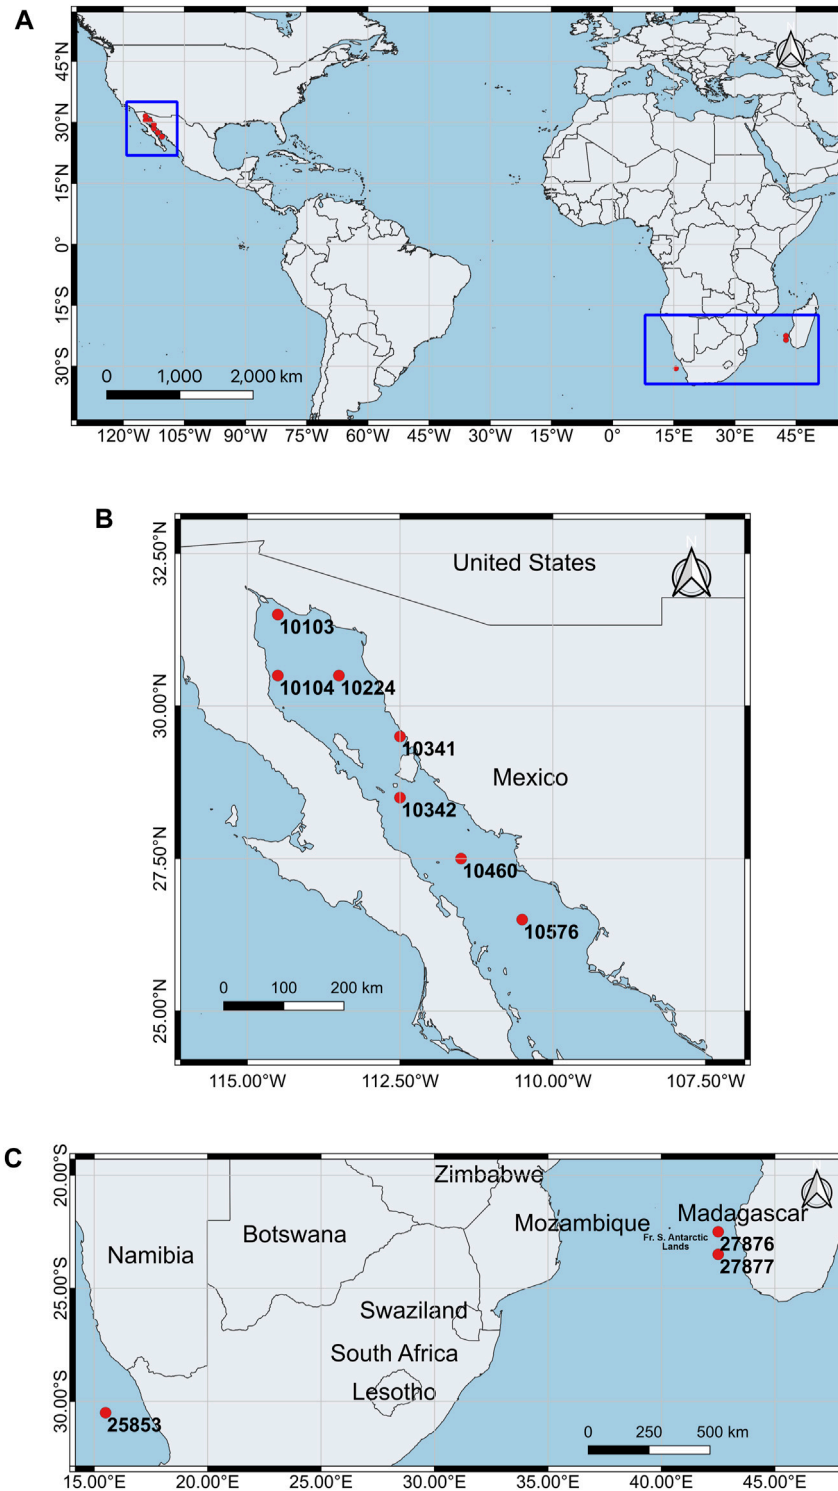 A
N
45°N
30°N
15°N
0°
15°S
30°S
0 1,000 2,000 km
120°W 105°W 90°W 75°W 60°W 45°W 30°W 15°W 0° 15°E 30°E 45°E
B
N
32.50°N
United States
10103
10104 10224
30.00°N
10341
Mexico
10342
27.50°N
10460
10576
0 100 200 km
25.00°N
115.00°W 112.50°W 110.00°W 107.50°W
C
20.00°S
Zimbabwe
N
Madagascar
Mozambique
Botswana
Fr. S. Antarctic
Lands
27876
Namibia
27877
25.00°S
Swaziland
South Africa
Lesotho
30.00°S
25853
0 250 500 km
15.00°E 20.00°E 25.00°E 30.00°E 35.00°E 40.00°E 45.00°E